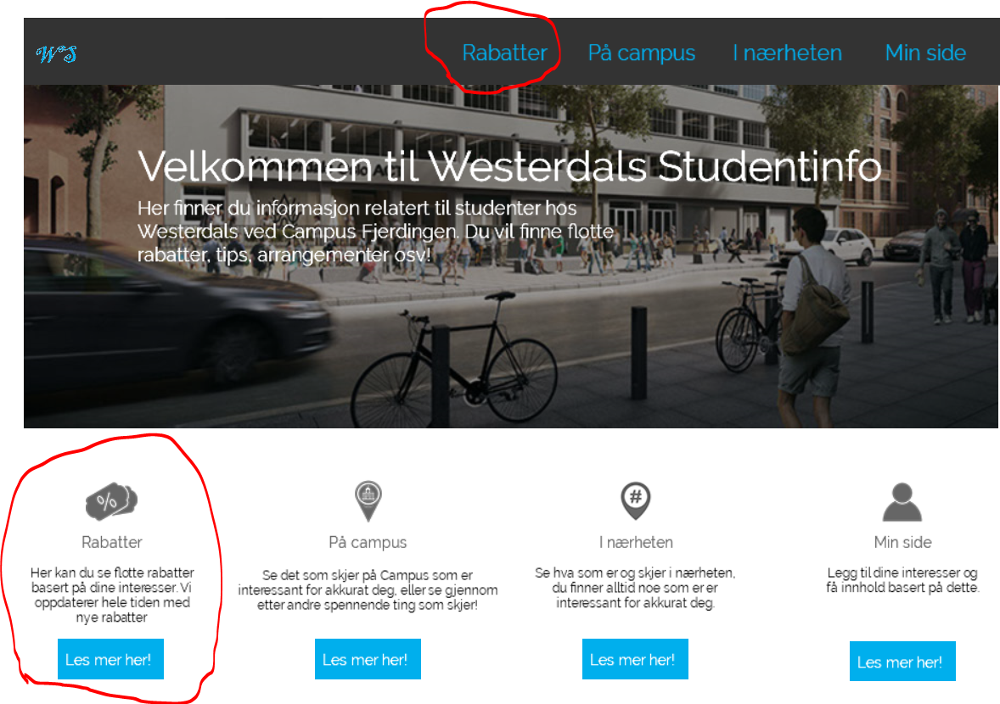 WoS
Rabatter På campus I nærheten Min side
Velkommen til Westerdals Studentinfo
Her finner du informasjon relatert til studenter hos
Westerdals ved Campus Fjerdingen. Du vil finne flotte
rabatter, tips, arrangementer osv!
%
#
Rabatter
Her kan du se flotte rabatter
basert på dine interesser. Vi
oppdaterer hele tiden med
nye rabatter
Les mer her!
På campus
Se det som skjer på Campus som er
interessant for akkurat deg, eller se gjennom
etter andre spennende ting som skjer!
Les mer her!
I nærheten
Se hva som er og skjer i nærheten,
du finner alltid noe som er er
interessant for akkurat deg.
Les mer her!
Min side
Legg til dine interesser og
få innhold basert på dette.
Les mer her!